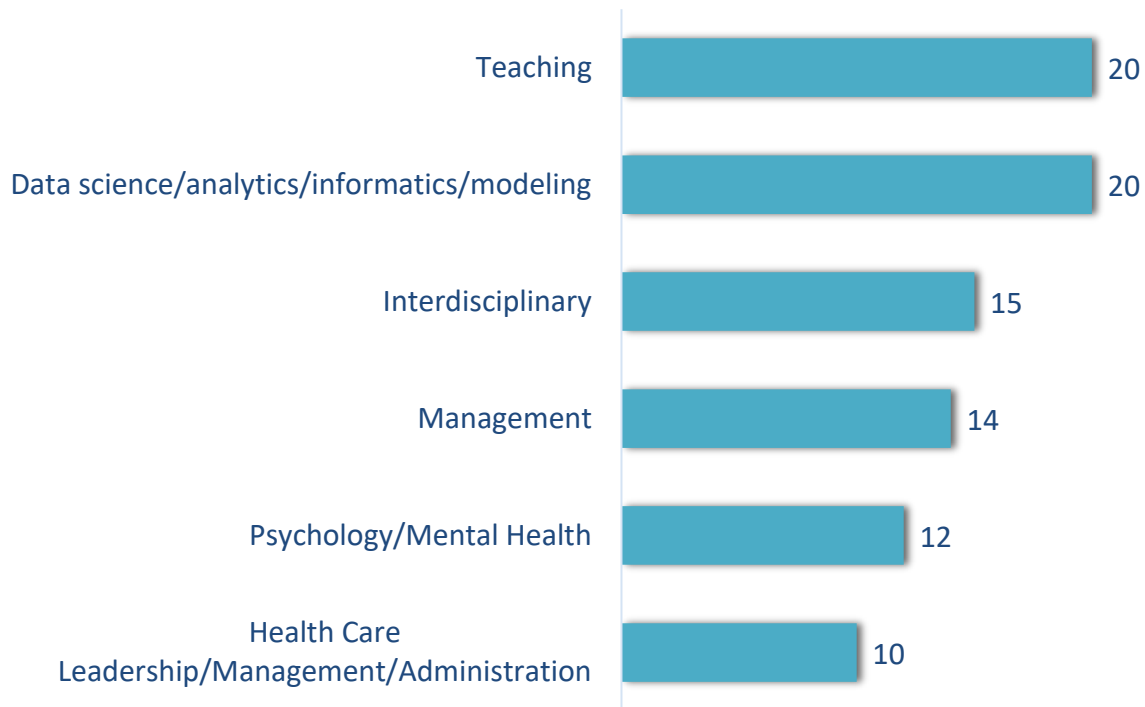 Teaching 20
Data science/analytics/informatics/modeling 20
Interdisciplinary 15
Management 14
Psychology/Mental Health 12
Health Care
Leadership/Management/Administration 10